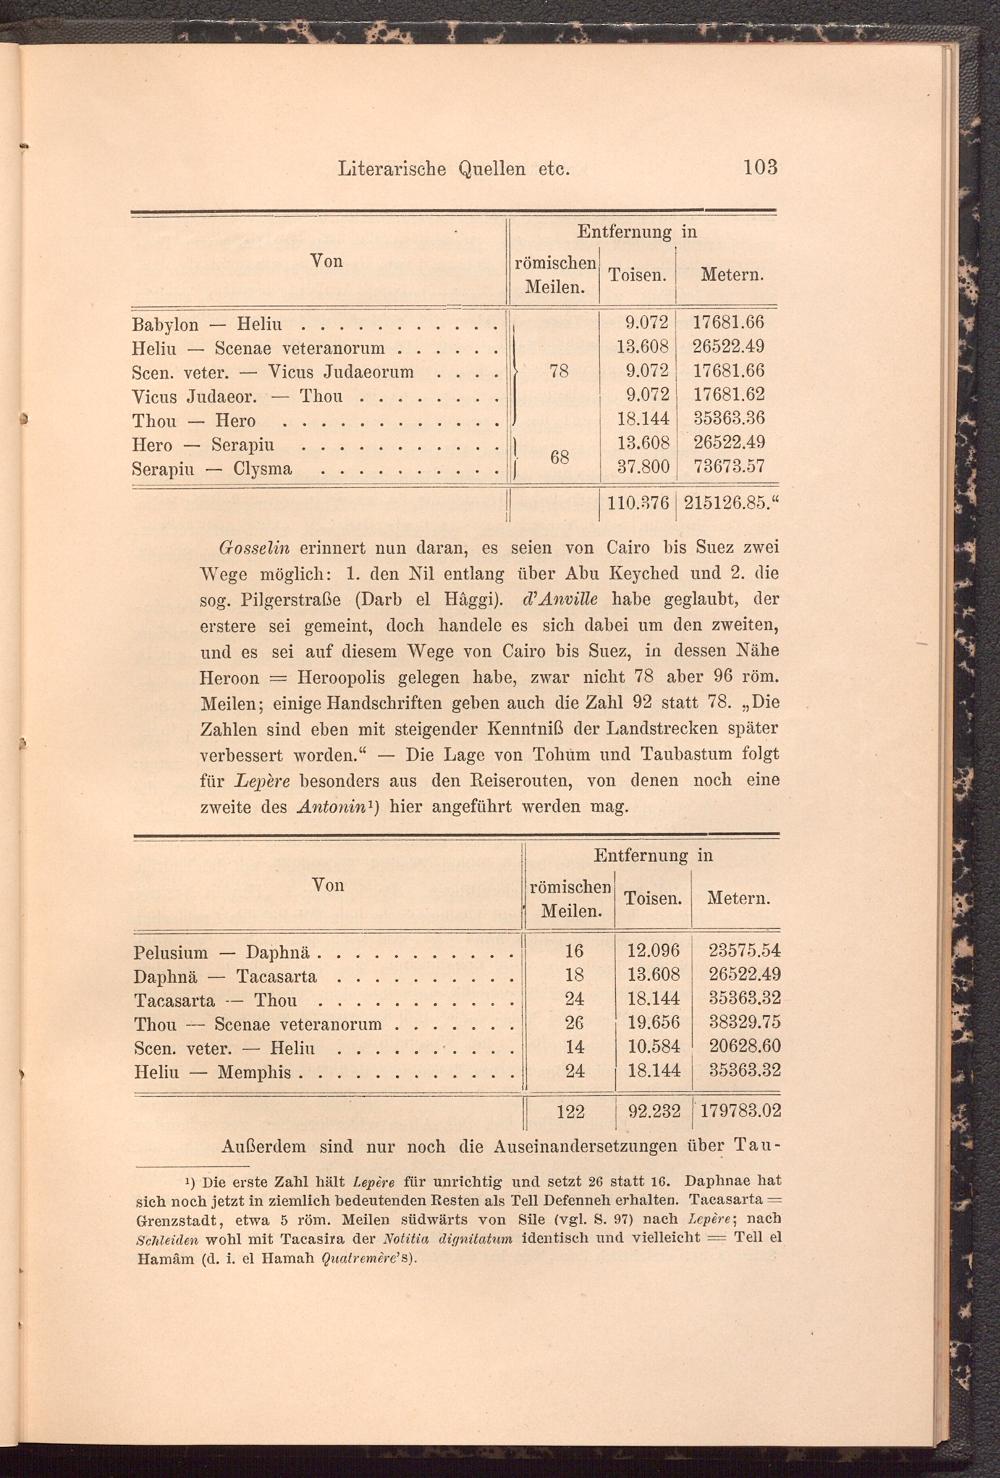 Literarische Quellen etc. 103
Von
Entfernung in
römischen Meilen. Toisen. Metern.
Babylon — Heliu . . . . . . . . . . . 9.072 17681.66
Heliu — Scenae veteranorum . . . . . . 13.608 26522.49
Scen. veter. — Vicus Judaeorum . . . . 78 9.072 17681.66
Vicus Judaeor. — Thou . . . . . . . . 9.072 17681.62
Thou — Hero . . . . . . . . . . . . 18.144 35363.36
Hero — Serapiu . . . . . . . . . . . 13.608 26522.49
68
Serapiu — Clysma . . . . . . . . . . 37.800 73673.57
110.376 215126.85.“
Gosselin erinnert nun daran, es seien von Cairo bis Suez zwei
Wege möglich: 1. den Nil entlang über Abu Keyched und 2. die
sog. Pilgerstraße (Darb el Hâggi). d'Anville habe geglaubt, der
erstere sei gemeint, doch handele es sich dabei um den zweiten,
und es sei auf diesem Wege von Cairo bis Suez, in dessen Nähe
Heroon = Heroopolis gelegen habe, zwar nicht 78 aber 96 röm.
Meilen; einige Handschriften geben auch die Zahl 92 statt 78. „Die
Zahlen sind eben mit steigender Kenntniß der Landstrecken später
verbessert worden.“ — Die Lage von Tohum und Taubastum folgt
für Lepère besonders aus den Reiserouten, von denen noch eine
zweite des Antonin¹) hier angeführt werden mag.
Von
Entfernung in
römischen Meilen. Toisen. Metern.
Pelusium — Daphnä . . . . . . . . . . . 16 12.096 23575.54
Daphnä — Tacasarta . . . . . . . . . . 18 13.608 26522.49
Tacasarta — Thou . . . . . . . . . . . 24 18.144 35363.32
Thou — Scenae veteranorum . . . . . . . 26 19.656 38329.75
Scen. veter. — Heliu . . . . . . . . . . 14 10.584 20628.60
Heliu — Memphis . . . . . . . . . . . . 24 18.144 35363.32
122 92.232 179783.02
Außerdem sind nur noch die Auseinandersetzungen über Tau-
¹) Die erste Zahl hält Lepère für unrichtig und setzt 26 statt 16. Daphnae hat
sich noch jetzt in ziemlich bedeutenden Resten als Tell Defenneh erhalten. Tacasarta =
Grenzstadt, etwa 5 röm. Meilen südwärts von Sile (vgl. S. 97) nach Lepère; nach
Schleiden wohl mit Tacasira der Notitia dignitatum identisch und vielleicht = Tell el
Hamâm (d. i. el Hamah Quatremère's).